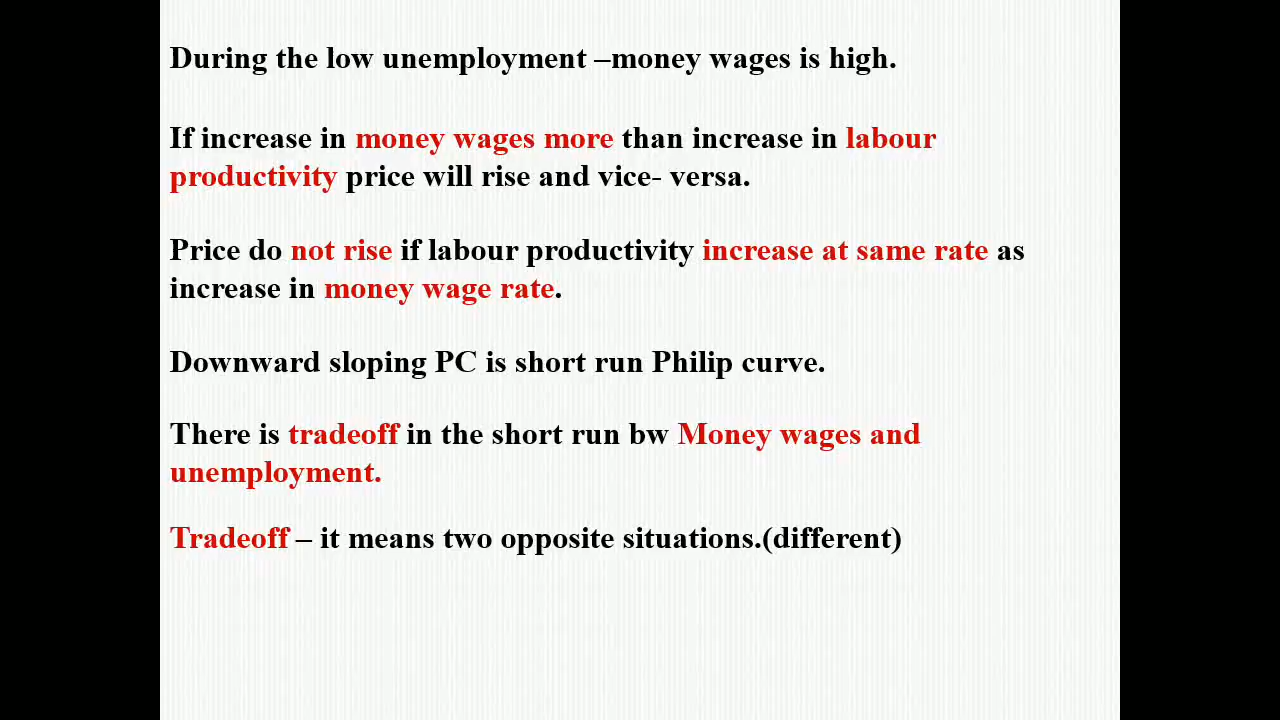 During the low unemployment –money wages is high.
If increase in money wages more than increase in labour
productivity price will rise and vice- versa.
Price do not rise if labour productivity increase at same rate as
increase in money wage rate.
Downward sloping PC is short run Philip curve.
There is tradeoff in the short run bw Money wages and
unemployment.
Tradeoff – it means two opposite situations.(different)